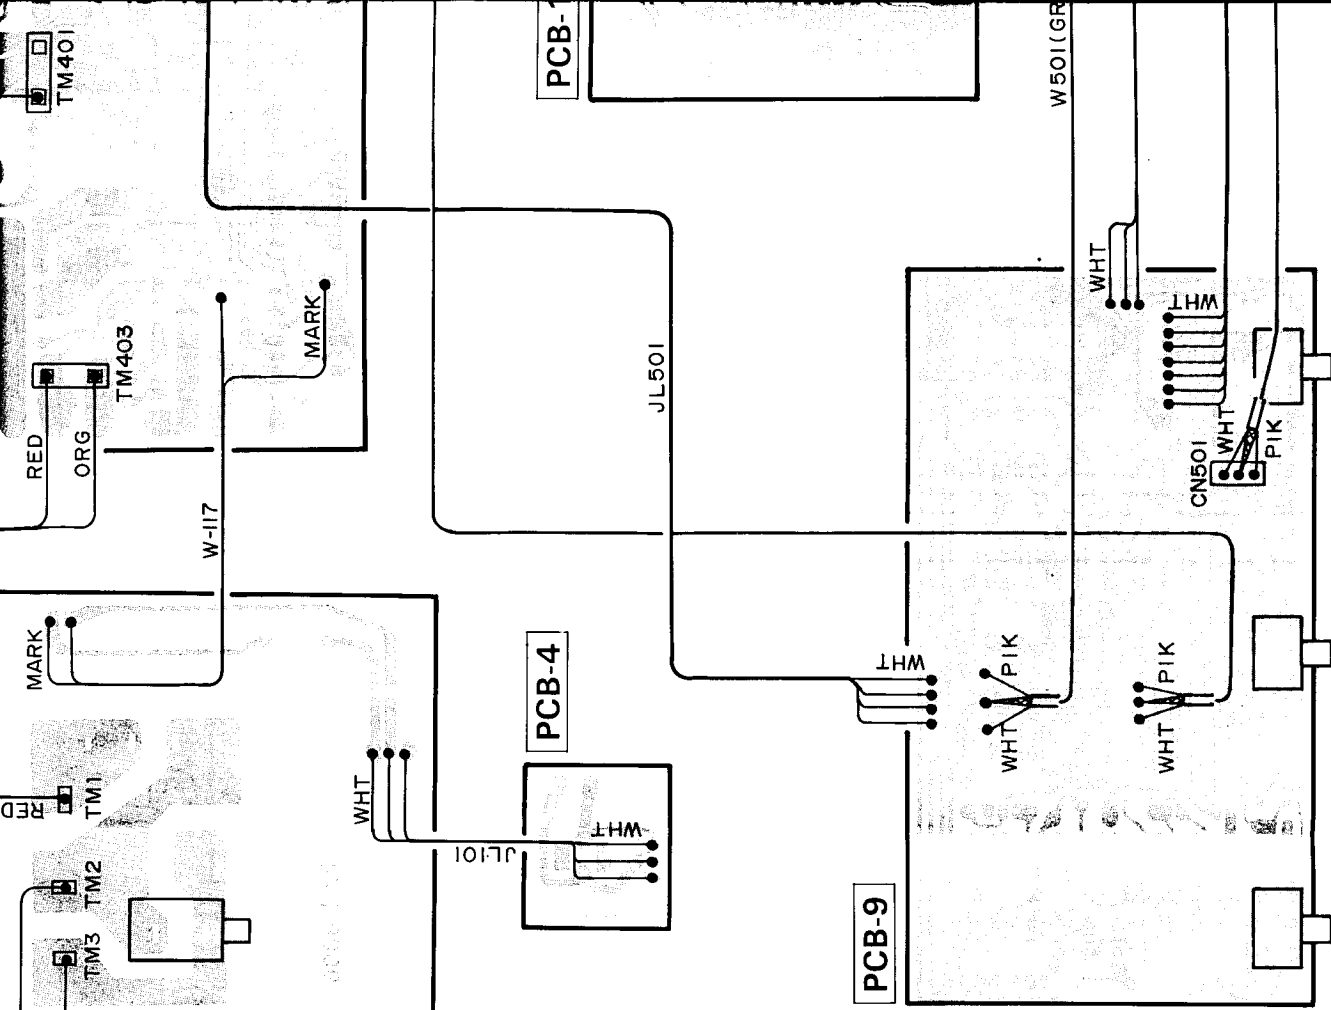 TM401
PCB-1
W501(GR
WHT
WHT
MARK
TM403
JL501
RED
ORG
WHT
PIK
CN501
W-117
MARK
PCB-4
WHT
PIK
WHT
PIK
WHT
RED
TM1
WHT
JL101
WHT
TM2
TM3
PCB-9